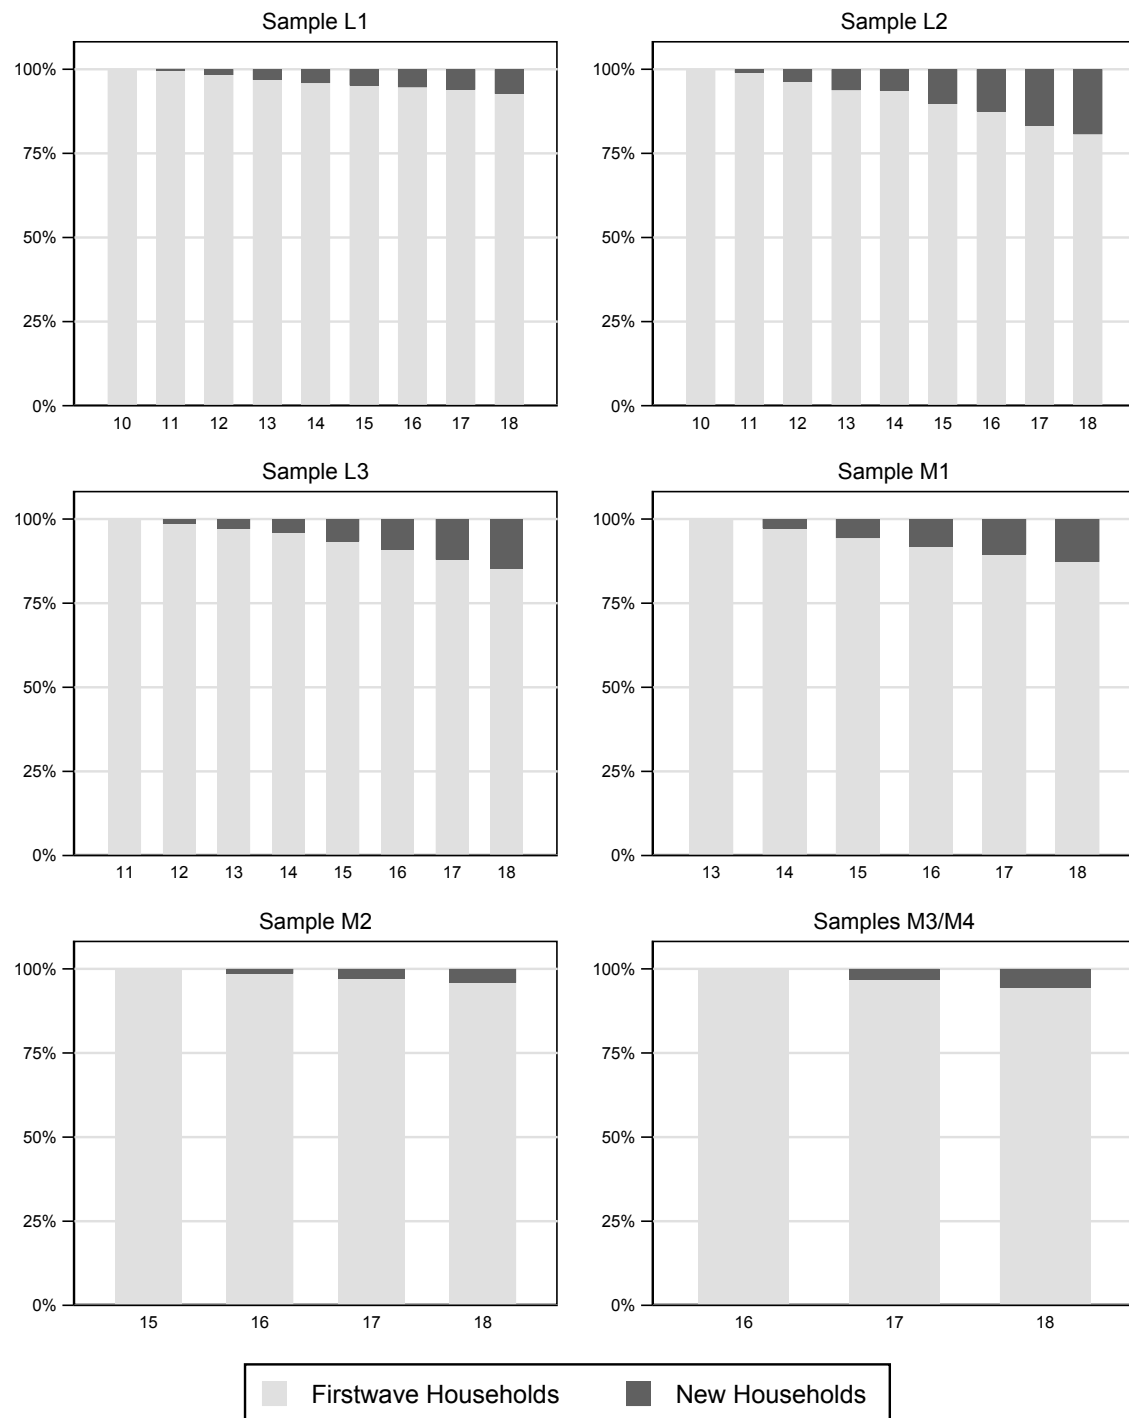 Sample L1
100%
75%
50%
25%
0%
10 11 12 13 14 15 16 17 18
Sample L2
100%
75%
50%
25%
0%
10 11 12 13 14 15 16 17 18
Sample L3
100%
75%
50%
25%
0%
11 12 13 14 15 16 17 18
Sample M1
100%
75%
50%
25%
0%
13 14 15 16 17 18
Sample M2
100%
75%
50%
25%
0%
15 16 17 18
Samples M3/M4
100%
75%
50%
25%
0%
16 17 18
Firstwave Households New Households